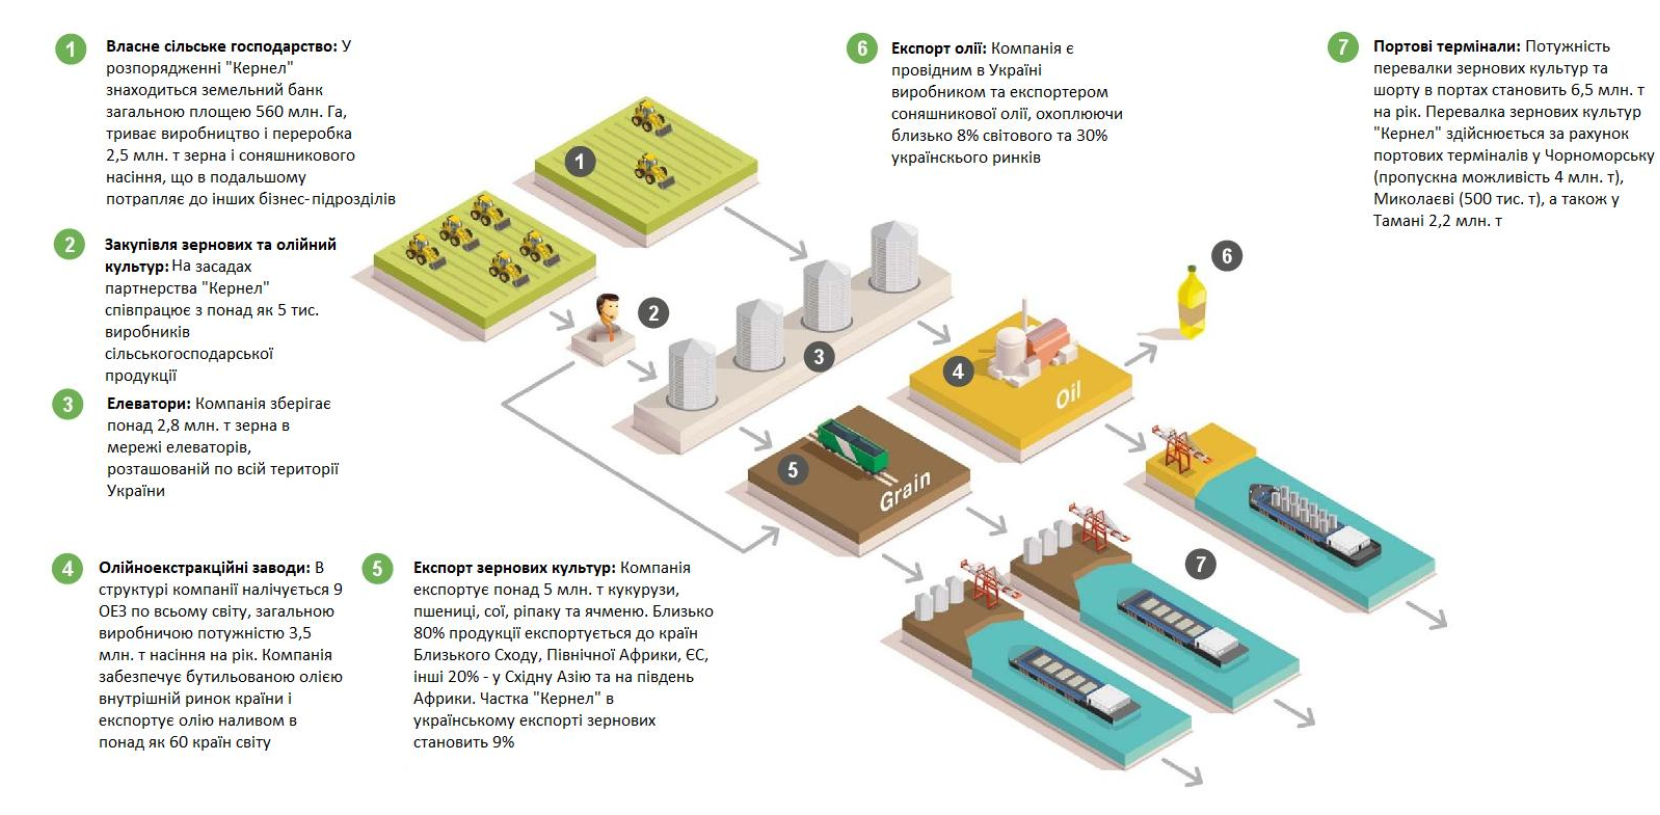 1
Власне сільське господарство: У
розпорядженні "Кернел"
знаходиться земельний банк
загальною площею 560 млн. Га,
триває виробництво і переробка
2,5 млн. т зерна і соняшникового
насіння, що в подальшому
потрапляє до інших бізнес-підрозділів
2
Закупівля зернових та олійний
культур: На засадах
партнерства "Кернел"
співпрацює з понад як 5 тис.
виробників
сільськогосподарської
продукції
3
Елеватори: Компанія зберігає
понад 2,8 млн. т зерна в
мережі елеваторів,
розташованій по всій території
України
4
Олійноекстракційні заводи: В
структурі компанії налічується 9
ОЕЗ по всьому світу, загальною
виробничою потужністю 3,5
млн. т насіння на рік. Компанія
забезпечує бутильованою олією
внутрішній ринок країни і
експортує олію наливом в
понад як 60 країн світу
5
Експорт зернових культур: Компанія
експортує понад 5 млн. т кукурузи,
пшениці, сої, ріпаку та ячменю. Близько
80% продукції експортується до країн
Близького Сходу, Північної Африки, ЄС,
інші 20% - у Східну Азію та на південь
Африки. Частка "Кернел" в
українському експорті зернових
становить 9%
6
Експорт олії: Компанія є
провідним в Україні
виробником та експортером
соняшникової олії, охоплюючи
близько 8% світового та 30%
українскього ринків
7
Портові термінали: Потужність
перевалки зернових культур та
шорту в портах становить 6,5 млн. т
на рік. Перевалка зернових культур
"Кернел" здійснюється за рахунок
портових терміналів у Чорноморську
(пропускна можливість 4 млн. т),
Миколаєві (500 тис. т), а також у
Тамані 2,2 млн. т
1
2
3
4
Oil
5
Grain
6
7